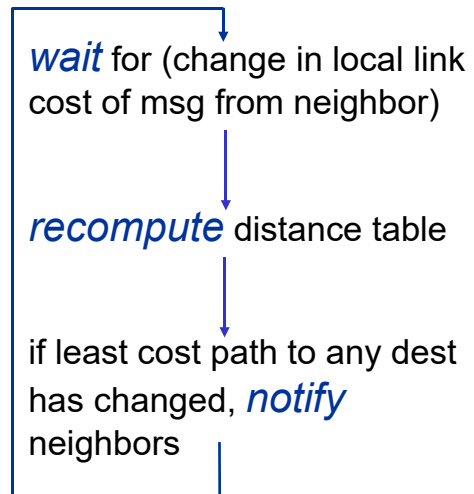 wait for (change in local link
cost of msg from neighbor)
recompute distance table
if least cost path to any dest
has changed, notify
neighbors